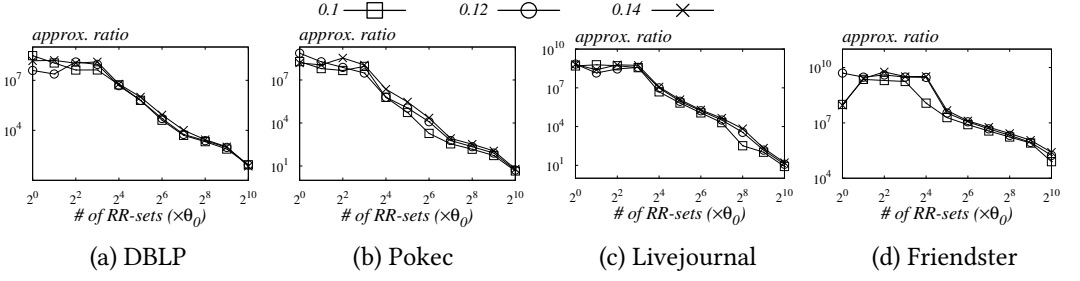 0.1 0.12 0.14
approx. ratio approx. ratio approx. ratio approx. ratio
10^7 10^4 2^0 2^2 2^4 2^6 2^8 2^10
10^7 10^4 10^1 2^0 2^2 2^4 2^6 2^8 2^10
10^10 10^7 10^4 10^1 2^0 2^2 2^4 2^6 2^8 2^10
10^10 10^7 10^4 2^0 2^2 2^4 2^6 2^8 2^10
# of RR-sets (×θ_0) # of RR-sets (×θ_0) # of RR-sets (×θ_0) # of RR-sets (×θ_0)
(a) DBLP (b) Pokec (c) Livejournal (d) Friendster